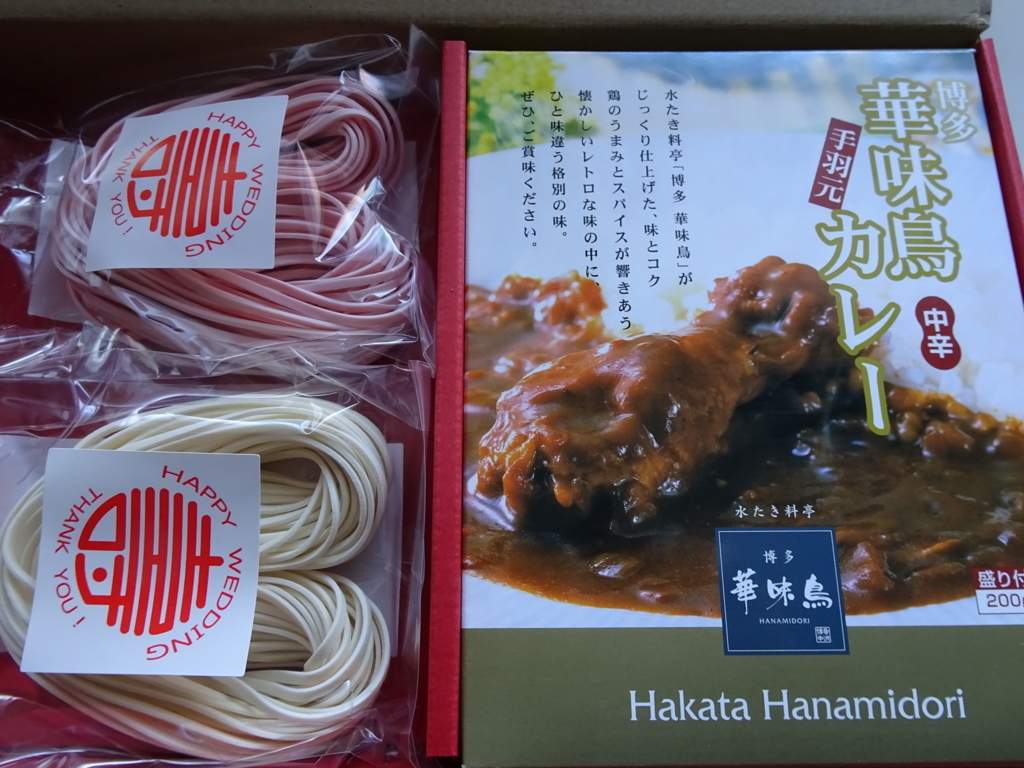 HAPPY WEDDING
寿
THANK YOU!
HAPPY WEDDING
寿
THANK YOU!
博多
華味鳥
手羽元
カレー
中辛
水たき料亭「博多 華味鳥」が
じっくり仕上げた、味とコク
鶏のうまみとスパイスが響きあう
懐かしいレトロな味の中に、
ひと味違う格別の味。
ぜひ、ご賞味ください。
水たき料亭
博多
華味鳥
HANAMIDORI
盛り付
200
Hakata Hanamidori